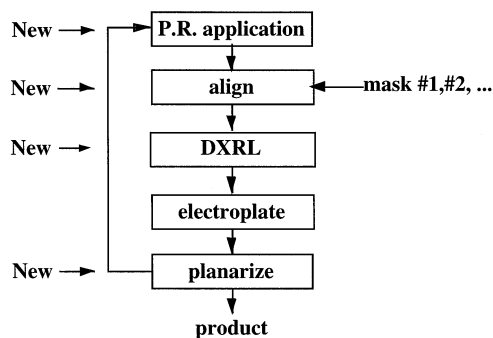 New P.R. application
New align mask #1,#2, ...
New DXRL
electroplate
New planarize
product